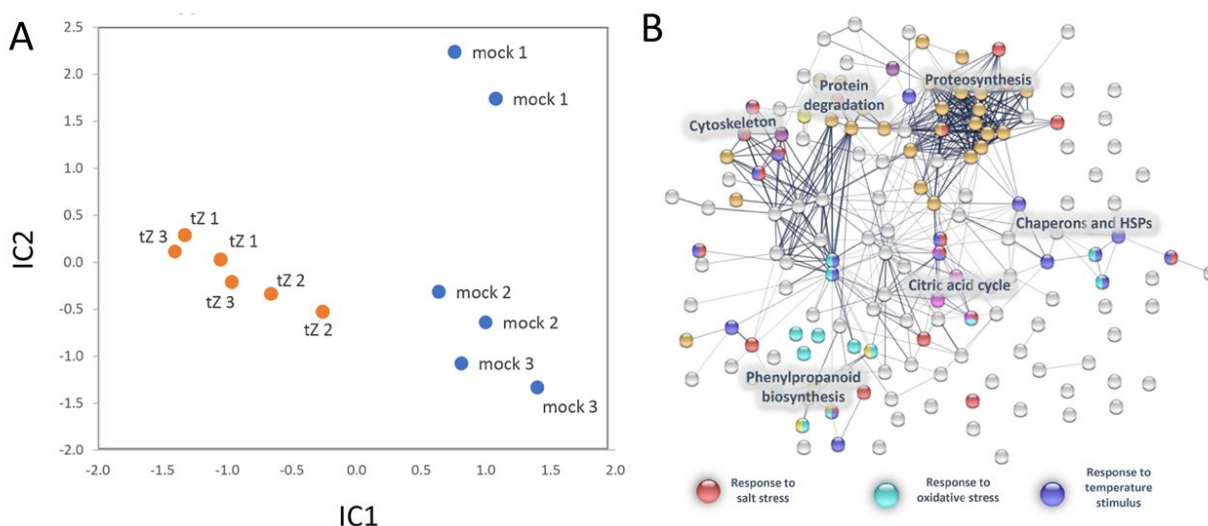 A
IC2
2.5
2.0
1.5
1.0
0.5
0.0
-0.5
-1.0
-1.5
-2.0
mock 1
mock 1
tZ 1
tZ 3
tZ 1
tZ 3
tZ 2
tZ 2
mock 2
mock 2
mock 3
mock 3
-2.0 -1.5 -1.0 -0.5 0.0 0.5 1.0 1.5 2.0
IC1
B
Proteosynthesis
Protein
degradation
Cytoskeleton
Chaperons and HSPs
Citric acid cycle
Phenylpropanoid
biosynthesis
Response to
salt stress
Response to
oxidative stress
Response to
temperature
stimulus